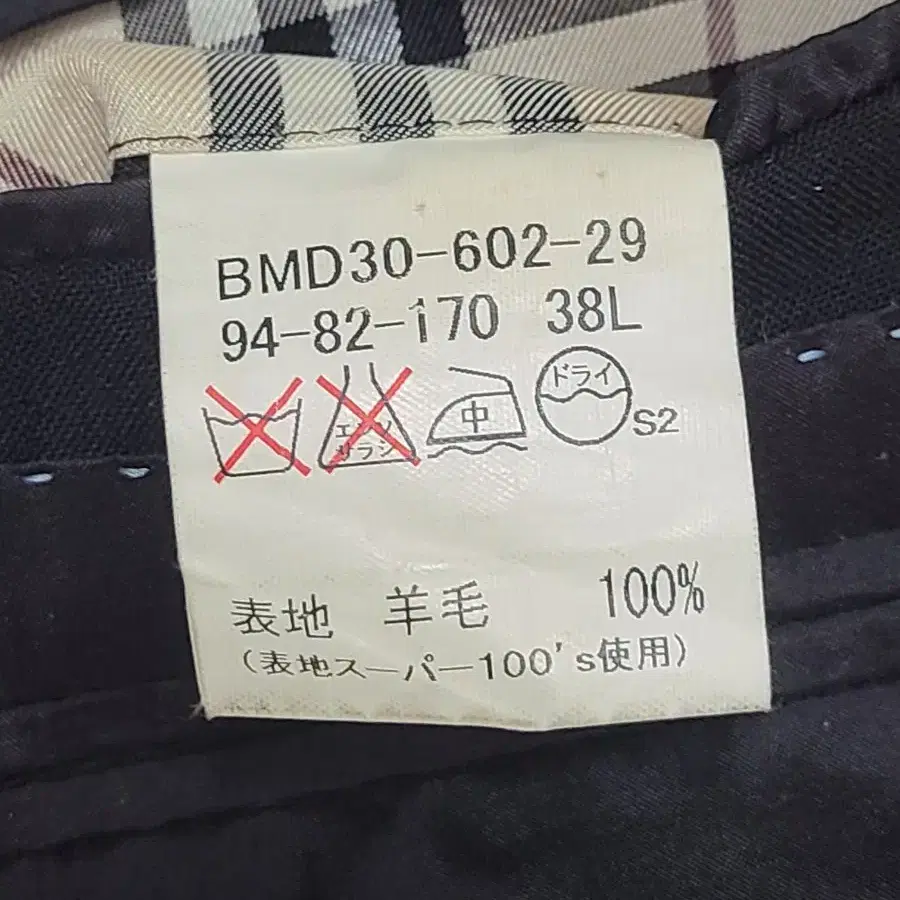 BMD30-602-29
94-82-170 38L
エンソ
サラシ
中
ドライ
S2
表地 羊毛 100%
(表地スーパー100's使用)